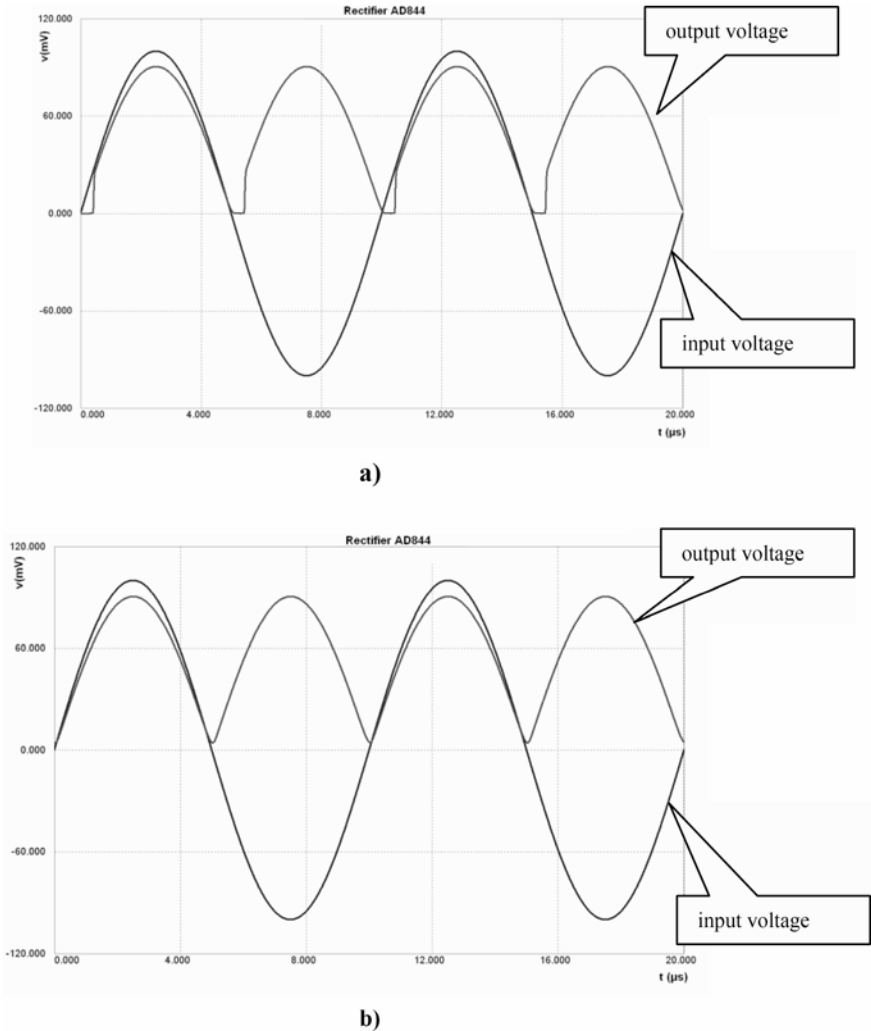 Rectifier AD844
v(mV)
120.000
60.000
0.000
-60.000
-120.000
0.000 4.000 8.000 12.000 16.000 20.000
t (µs)
output voltage
input voltage
a)
Rectifier AD844
v(mV)
120.000
60.000
0.000
-60.000
-120.000
0.000 4.000 8.000 12.000 16.000 20.000
t (µs)
output voltage
input voltage
b)